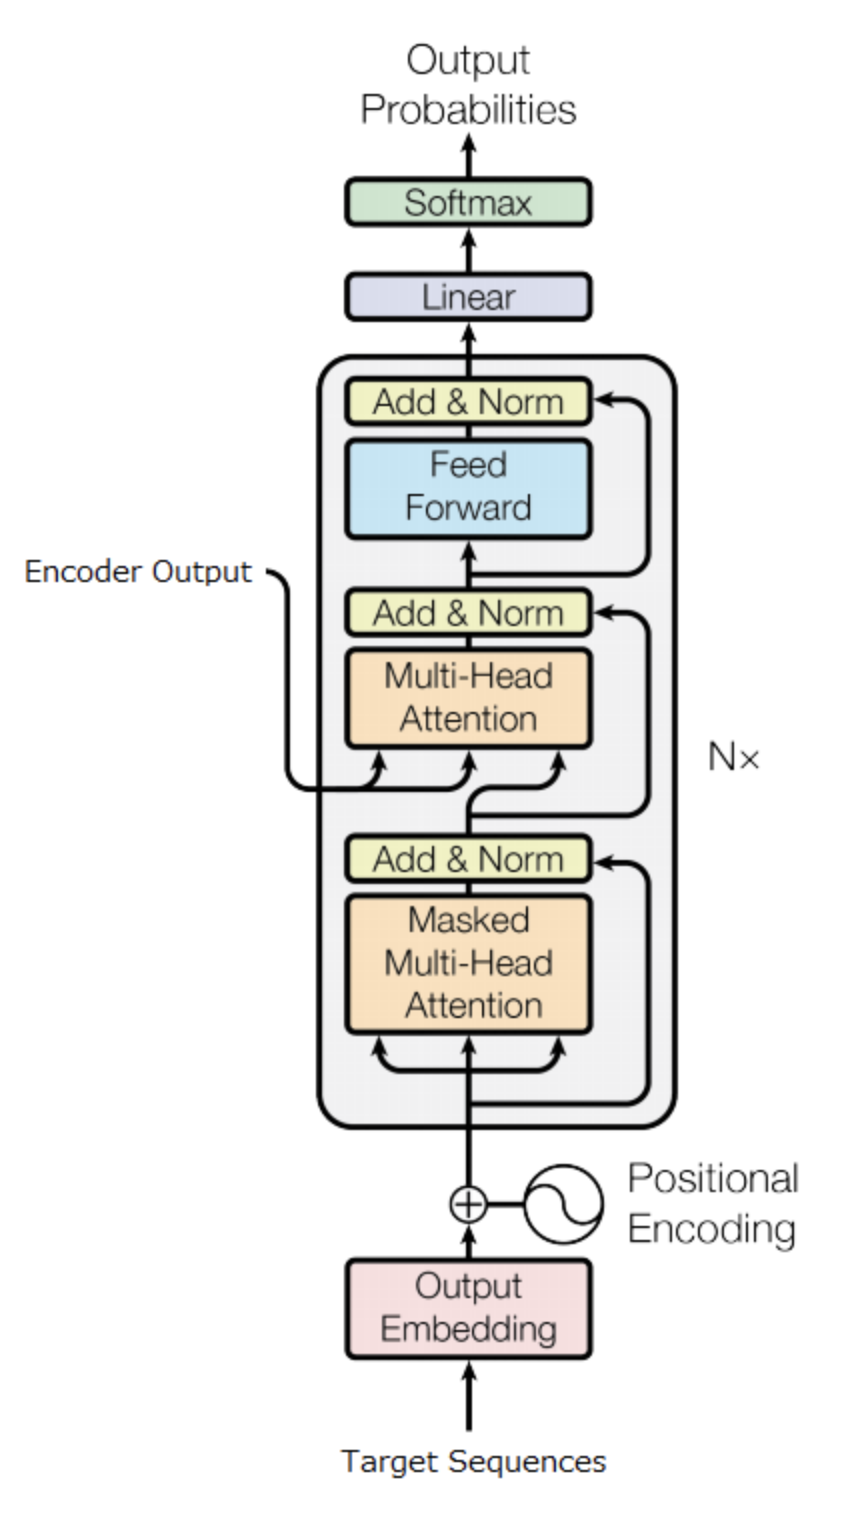 Output
Probabilities
Softmax
Linear
Add & Norm
Feed
Forward
Encoder Output
Add & Norm
Multi-Head
Attention
N×
Add & Norm
Masked
Multi-Head
Attention
Positional
Encoding
Output
Embedding
Target Sequences